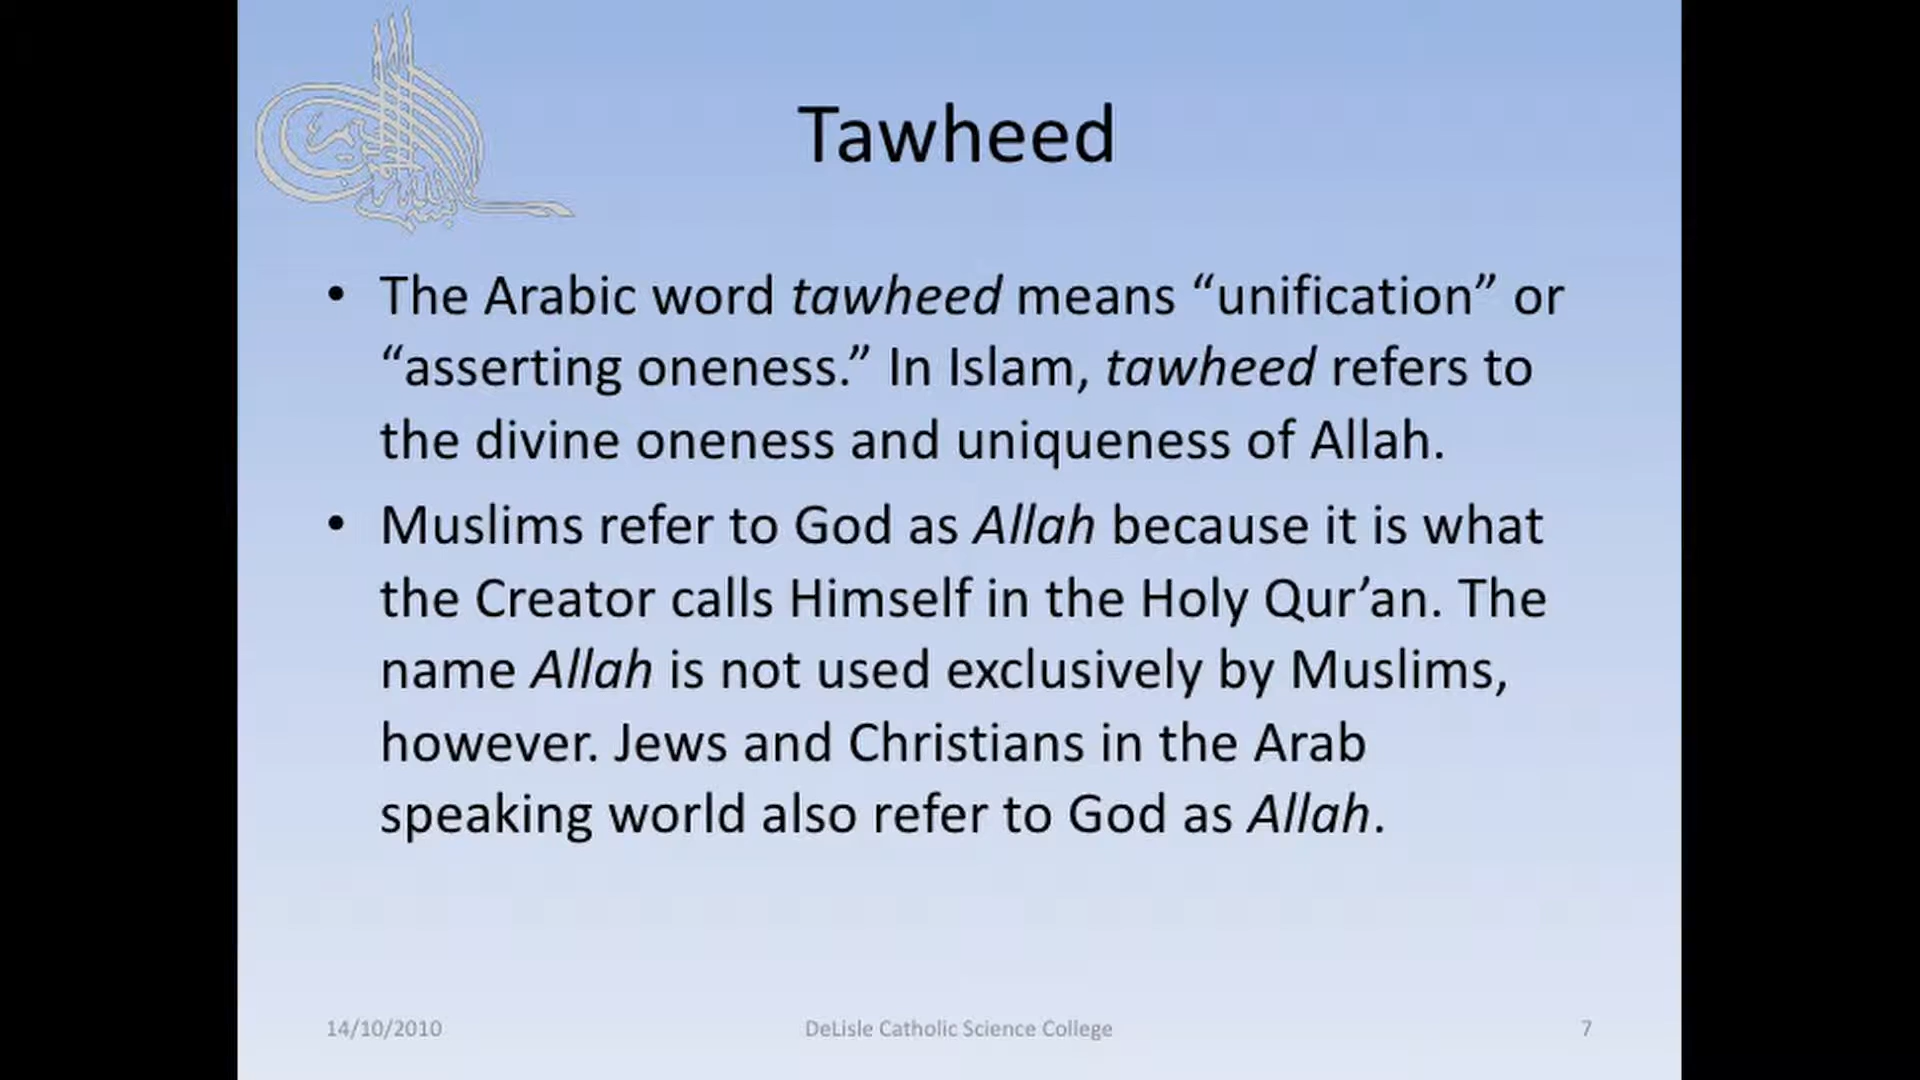 Tawheed
• The Arabic word tawheed means “unification” or
“asserting oneness.” In Islam, tawheed refers to
the divine oneness and uniqueness of Allah.
• Muslims refer to God as Allah because it is what
the Creator calls Himself in the Holy Qur’an. The
name Allah is not used exclusively by Muslims,
however. Jews and Christians in the Arab
speaking world also refer to God as Allah.
14/10/2010
DeLisle Catholic Science College
7